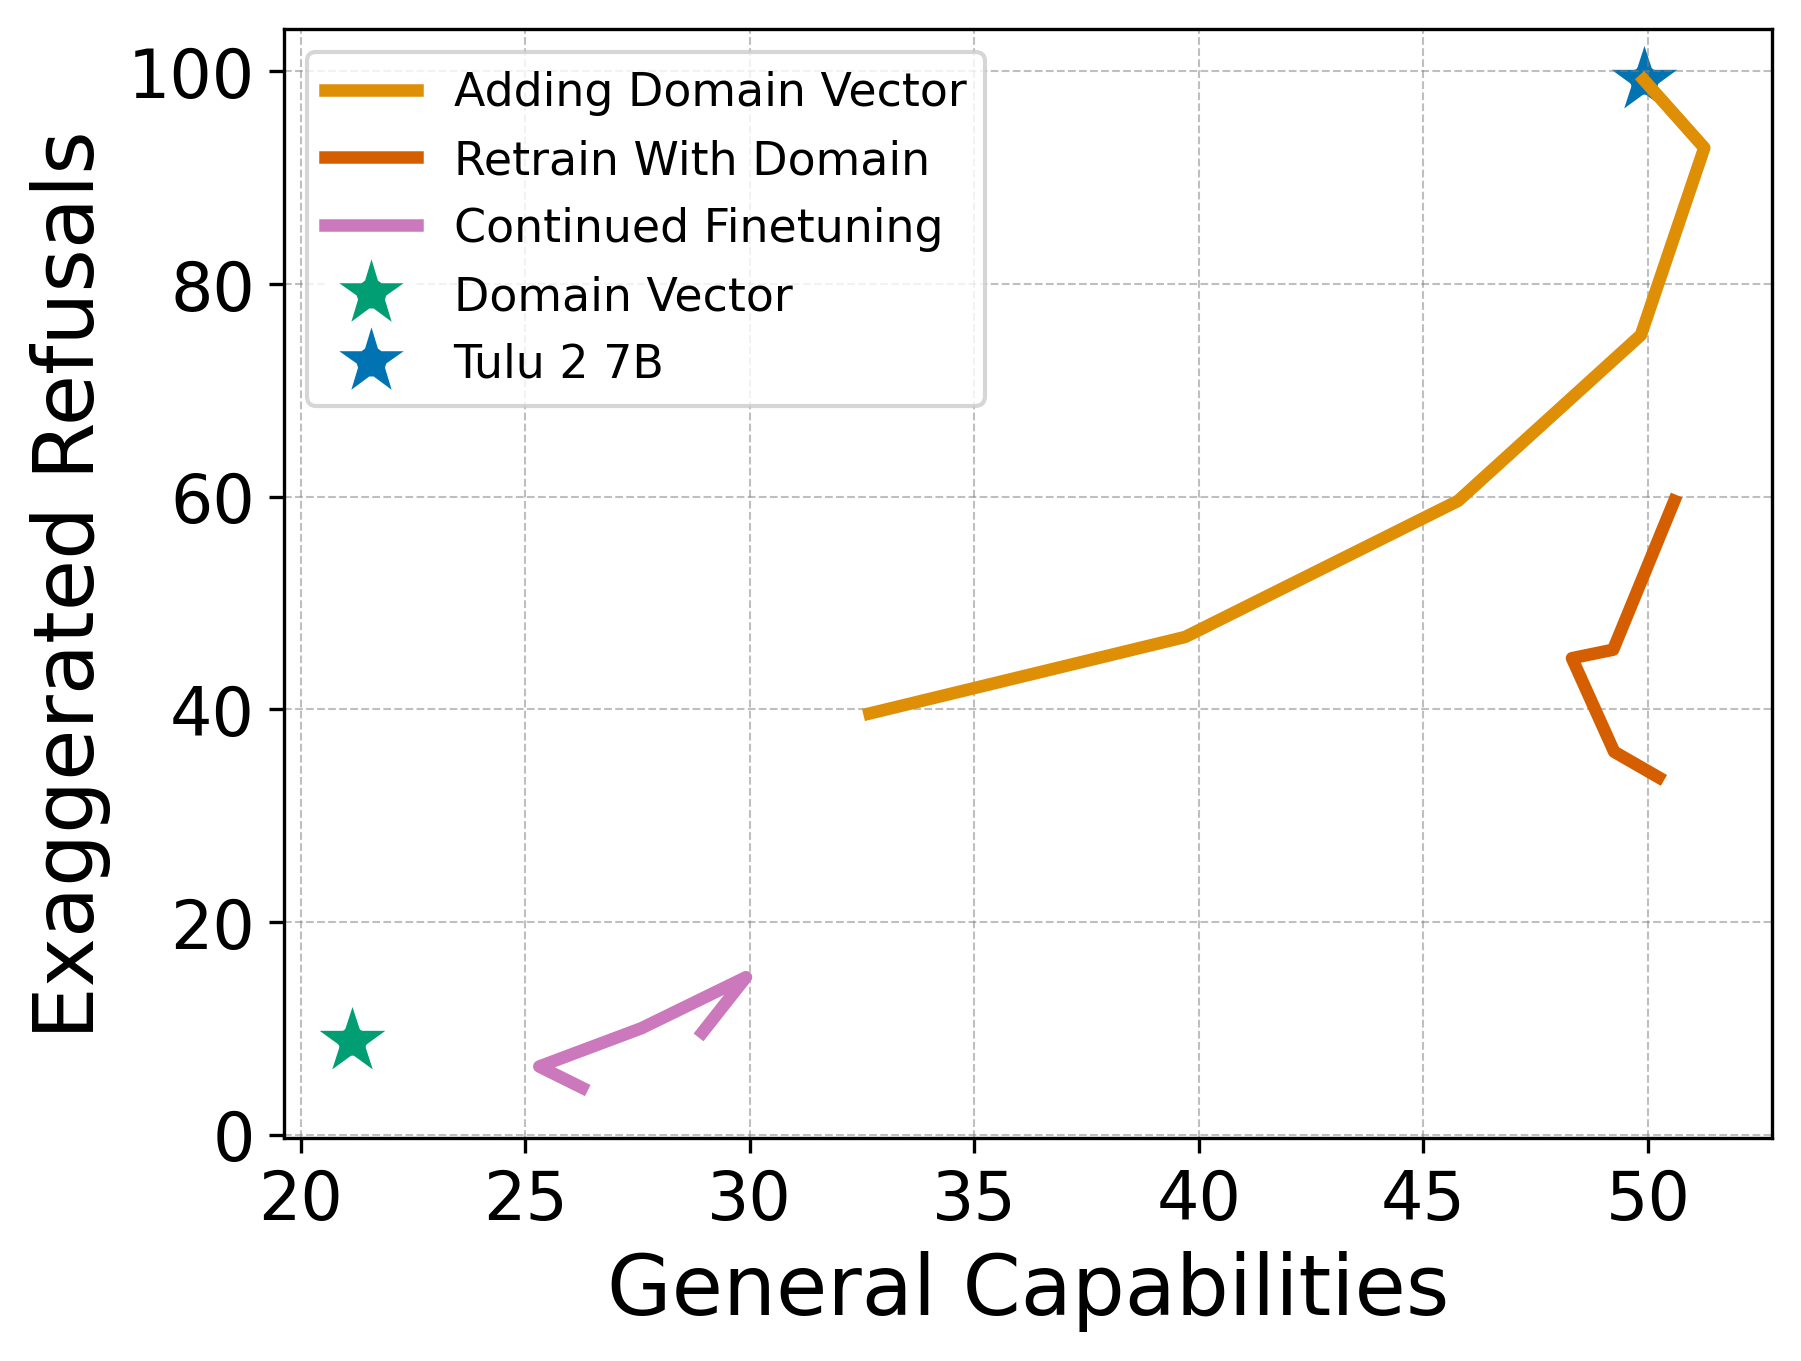 Exaggerated Refusals
100
80
60
40
20
0
Adding Domain Vector
Retrain With Domain
Continued Finetuning
Domain Vector
Tulu 2 7B
20 25 30 35 40 45 50
General Capabilities